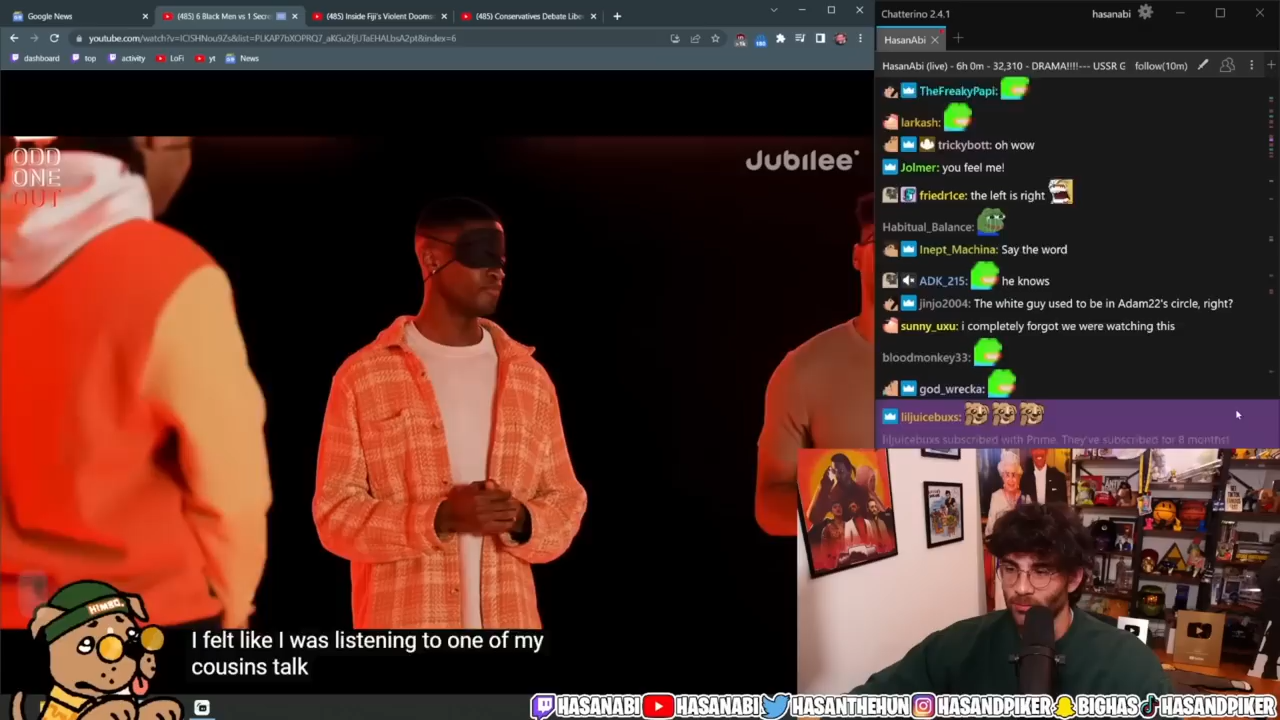 Google News
(485) 6 Black Men vs 1 Secre
(485) Inside Fiji's Violent Dooms
(485) Conservatives Debate Libe
youtube.com/watch?v=ICISHNou9Zs&list=PLKAP7bXOPRQ7_aKGu2fjUTaEHALbsA2pt&index=6
dashboard
top
activity
LoFi
yt
News
ODD
ONE
OUT
Jubilee
I felt like I was listening to one of my
cousins talk
Chatterino 2.4.1
hasanabi
HasanAbi
HasanAbi (live) - 6h 0m - 32,310 - DRAMA!!!!--- USSR G
follow(10m)
TheFreakyPapi:
larkash:
trickybott: oh wow
Jolmer: you feel me!
friedr1ce: the left is right
Habitual_Balance:
Inept_Machina: Say the word
ADK_215: he knows
jinjo2004: The white guy used to be in Adam22's circle, right?
sunny_uxu: i completely forgot we were watching this
bloodmonkey33:
god_wrecka:
liljuicebuxs:
liljuicebuxs subscribed with Prime. They've subscribed for 8 months!
HASANABI HASANABI HASANTHEHUN HASANDPIKER BIGHAS HASANDPIKER